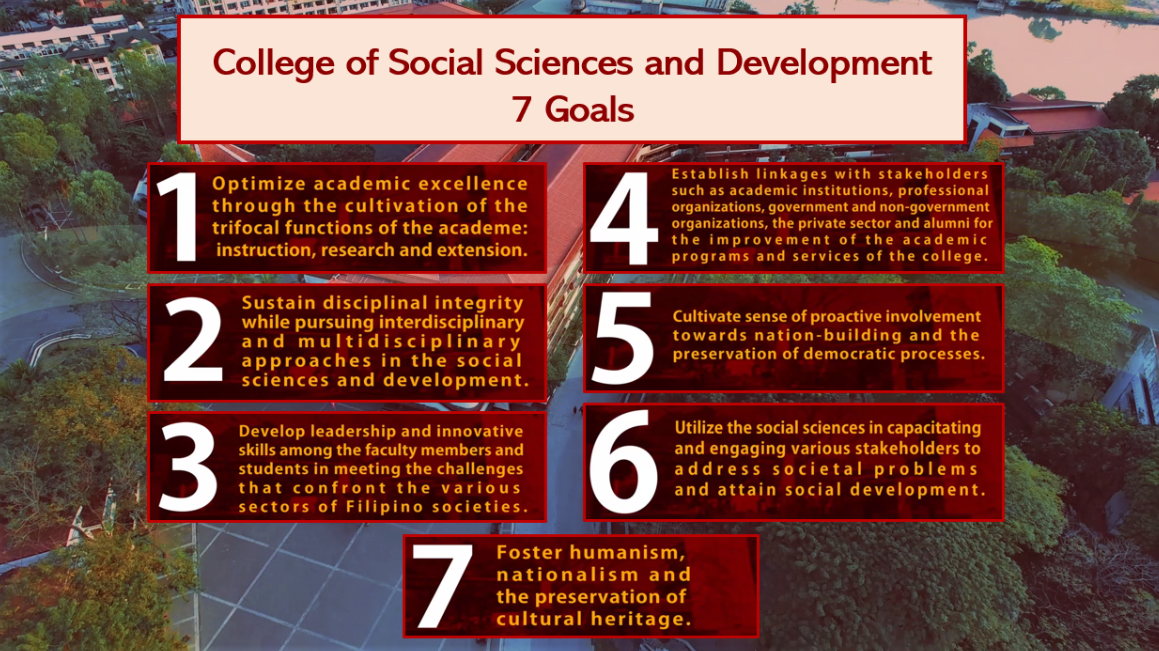 College of Social Sciences and Development
7 Goals
1
Optimize academic excellence
through the cultivation of the
trifocal functions of the academe:
instruction, research and extension.
2
Sustain disciplinal integrity
while pursuing interdisciplinary
and multidisciplinary
approaches in the social
sciences and development.
3
Develop leadership and innovative
skills among the faculty members and
students in meeting the challenges
that confront the various
sectors of Filipino societies.
4
Establish linkages with stakeholders
such as academic institutions, professional
organizations, government and non-government
organizations, the private sector and alumni for
the improvement of the academic
programs and services of the college.
5
Cultivate sense of proactive involvement
towards nation-building and the
preservation of democratic processes.
6
Utilize the social sciences in capacitating
and engaging various stakeholders to
address societal problems
and attain social development.
7
Foster humanism,
nationalism and
the preservation of
cultural heritage.